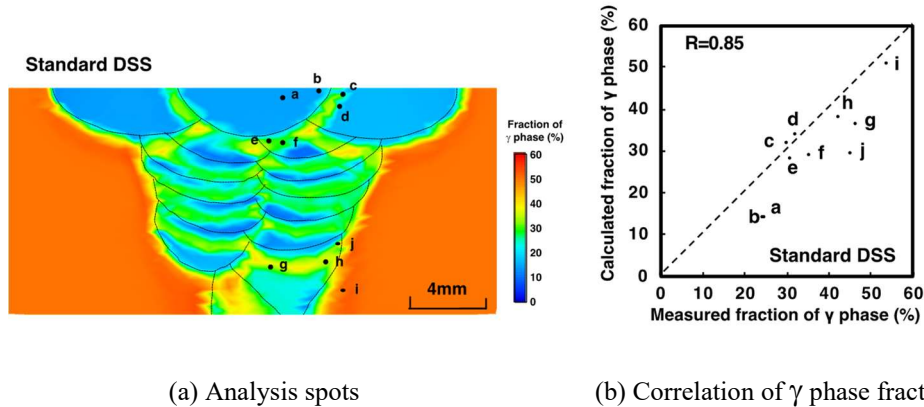 Standard DSS
b
c
a
d
e
f
j
g
h
i
4mm
Fraction of
γ phase (%)
60
50
40
30
20
10
0
(a) Analysis spots
(b)
Calculated fraction of γ phase (%)
60
50
40
30
20
10
0
R=0.85
i
h
g
d
c
f
j
e
a
b
Standard DSS
0 10 20 30 40 50 60
Measured fraction of γ phase (%)
(b) Correlation of γ phase fract